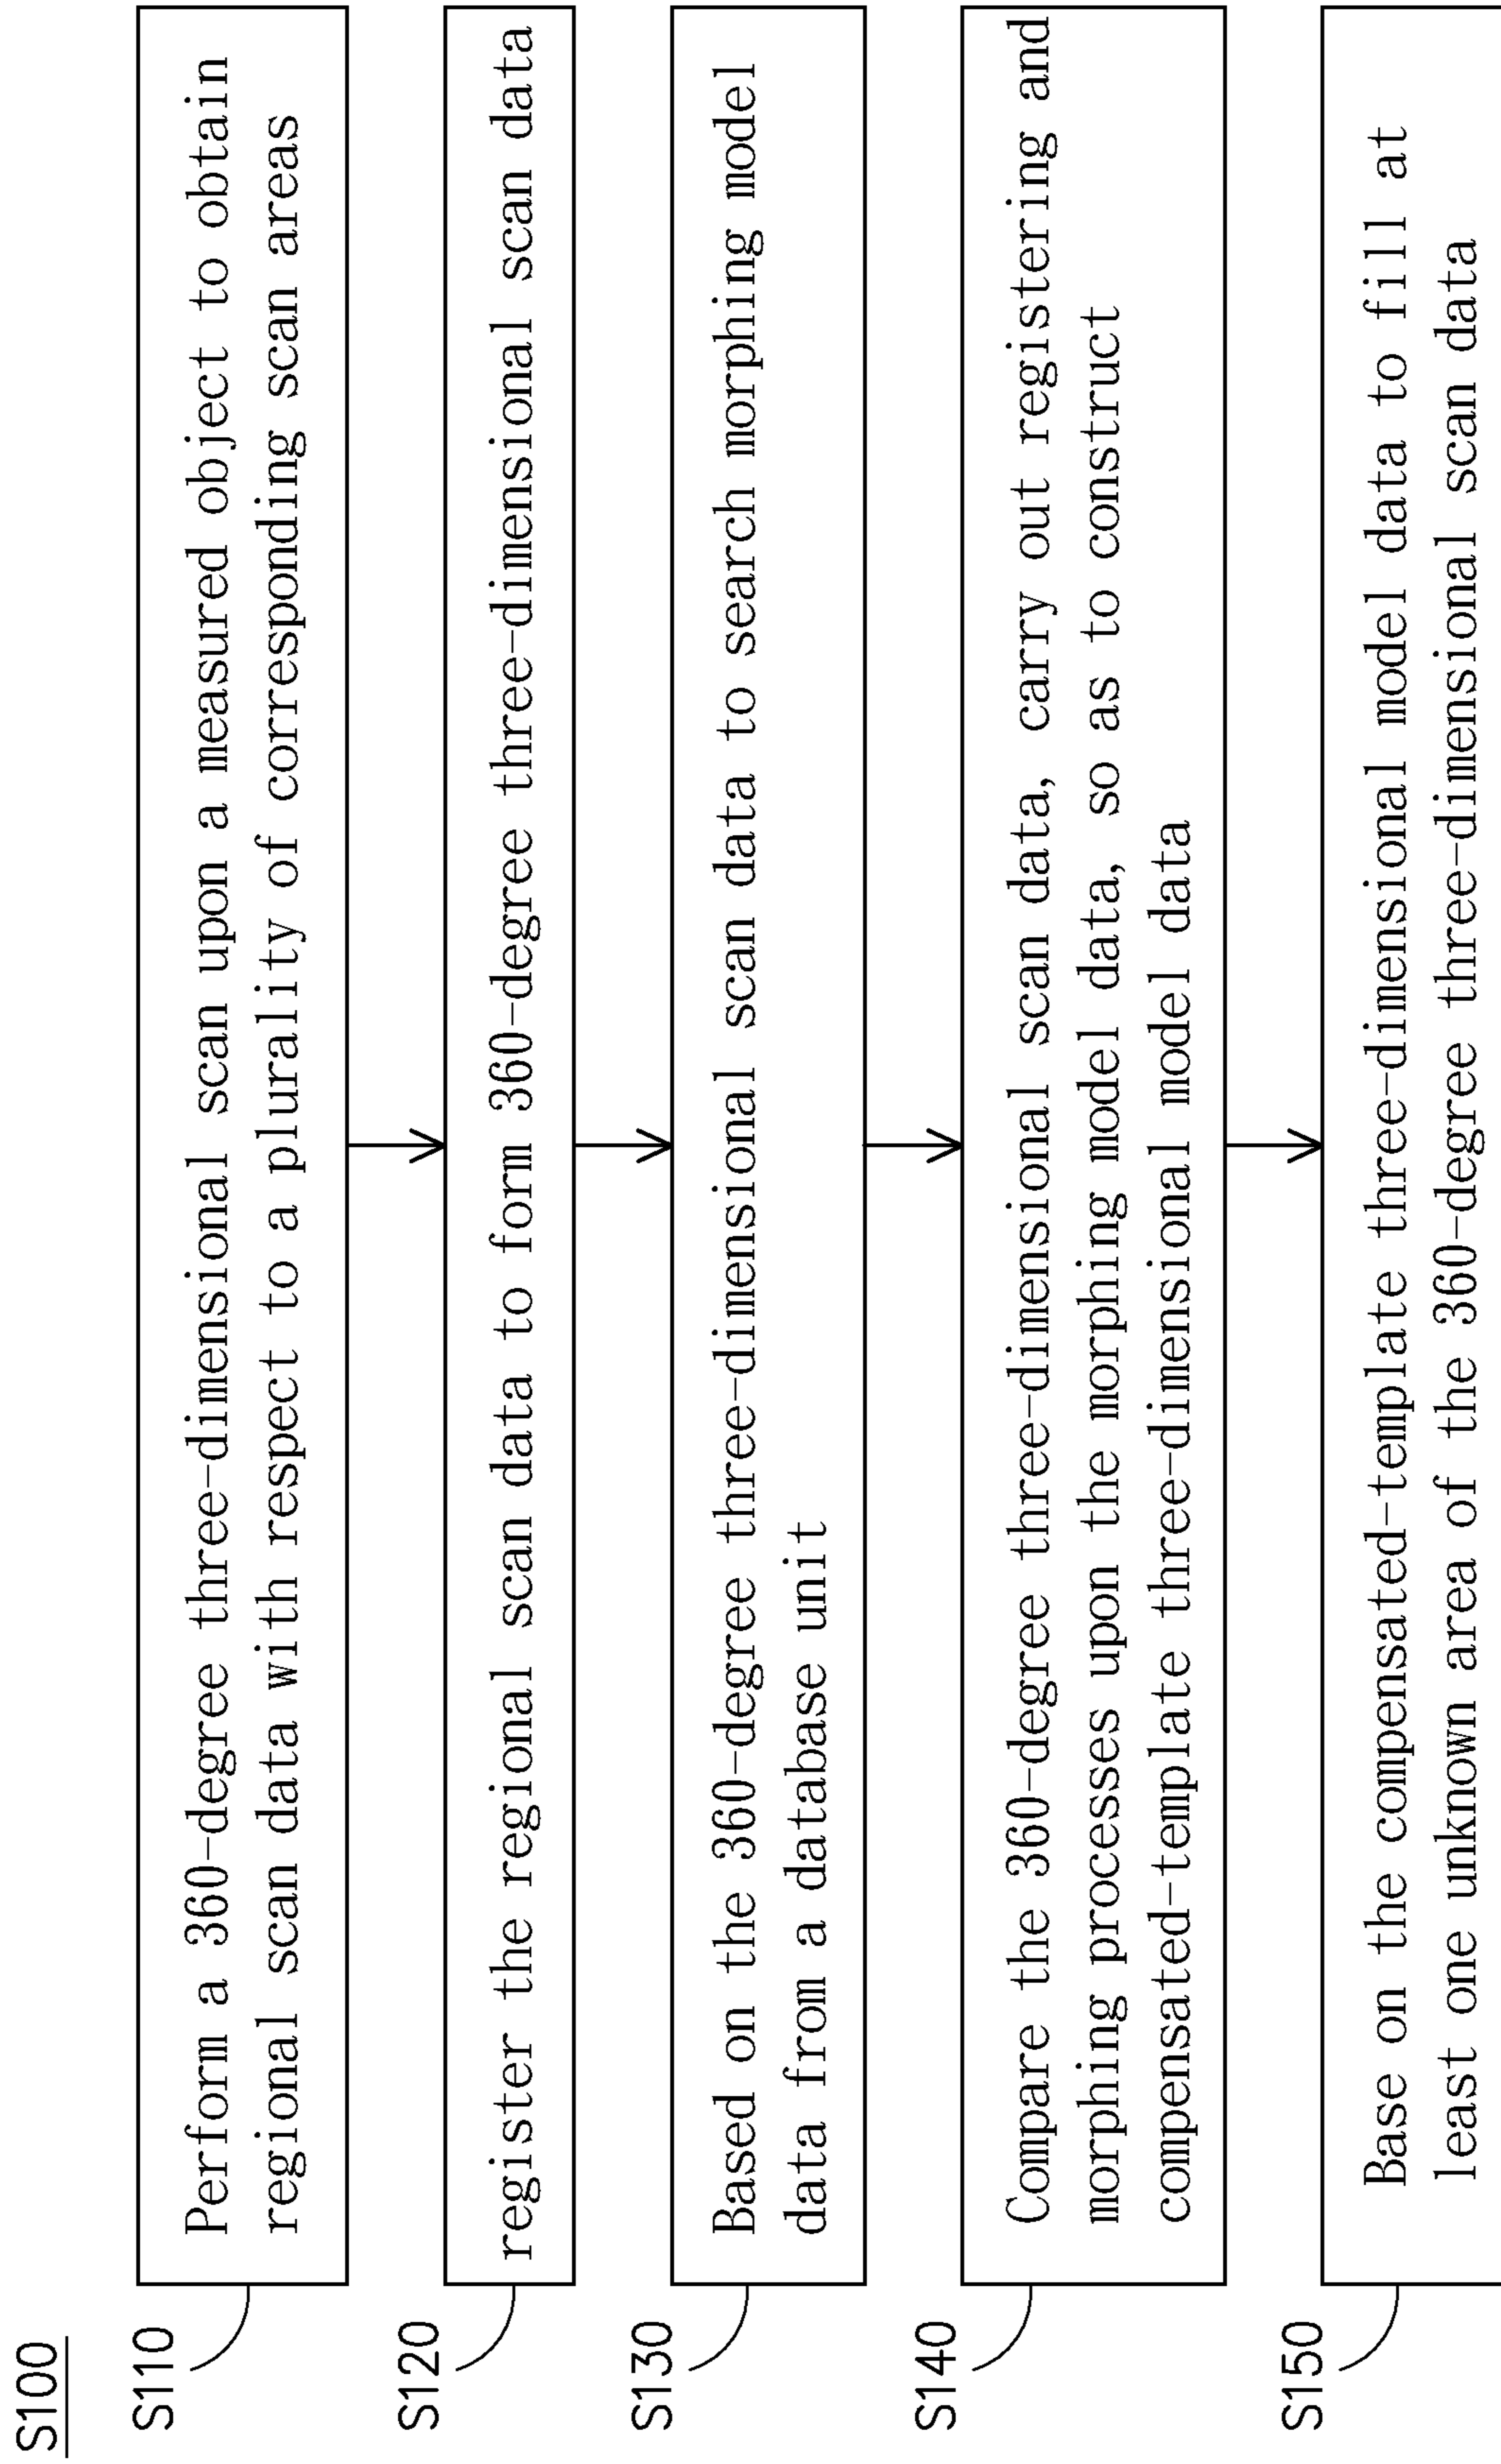 S100
S110
Perform a 360-degree three-dimensional scan upon a measured object to obtain
regional scan data with respect to a plurality of corresponding scan areas
S120
register the regional scan data to form 360-degree three-dimensional scan data
S130
Based on the 360-degree three-dimensional scan data to search morphing model
data from a database unit
S140
Compare the 360-degree three-dimensional scan data, carry out registering and
morphing processes upon the morphing model data, so as to construct
compensated-template three-dimensional model data
S150
Base on the compensated-template three-dimensional model data to fill at
least one unknown area of the 360-degree three-dimensional scan data